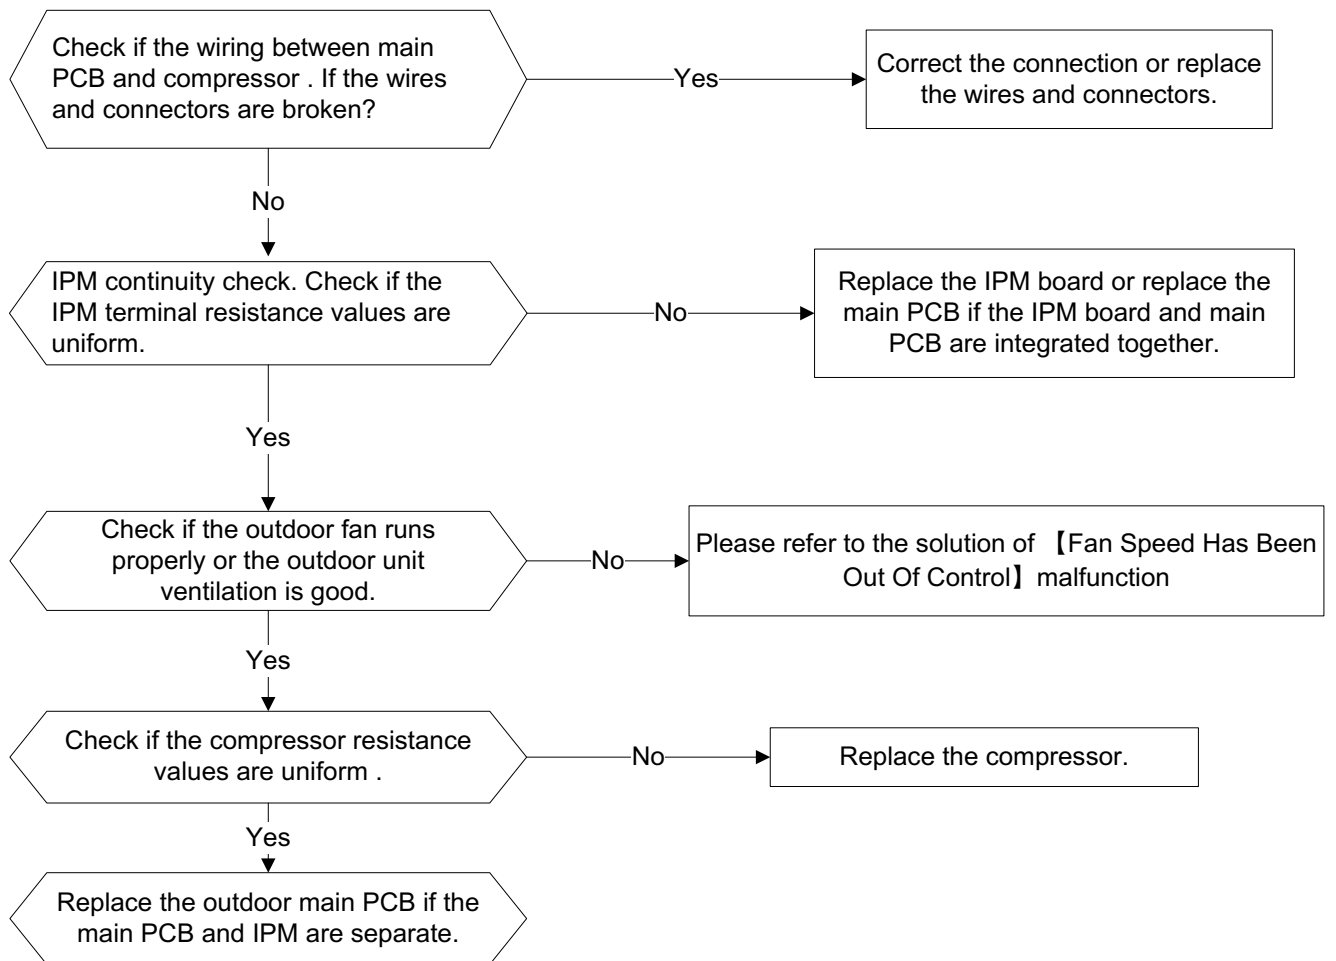 Check if the wiring between main
PCB and compressor . If the wires
and connectors are broken?
Yes
Correct the connection or replace
the wires and connectors.
No
IPM continuity check. Check if the
IPM terminal resistance values are
uniform.
No
Replace the IPM board or replace the
main PCB if the IPM board and main
PCB are integrated together.
Yes
Check if the outdoor fan runs
properly or the outdoor unit
ventilation is good.
No
Please refer to the solution of 【Fan Speed Has Been
Out Of Control】malfunction
Yes
Check if the compressor resistance
values are uniform .
No
Replace the compressor.
Yes
Replace the outdoor main PCB if the
main PCB and IPM are separate.